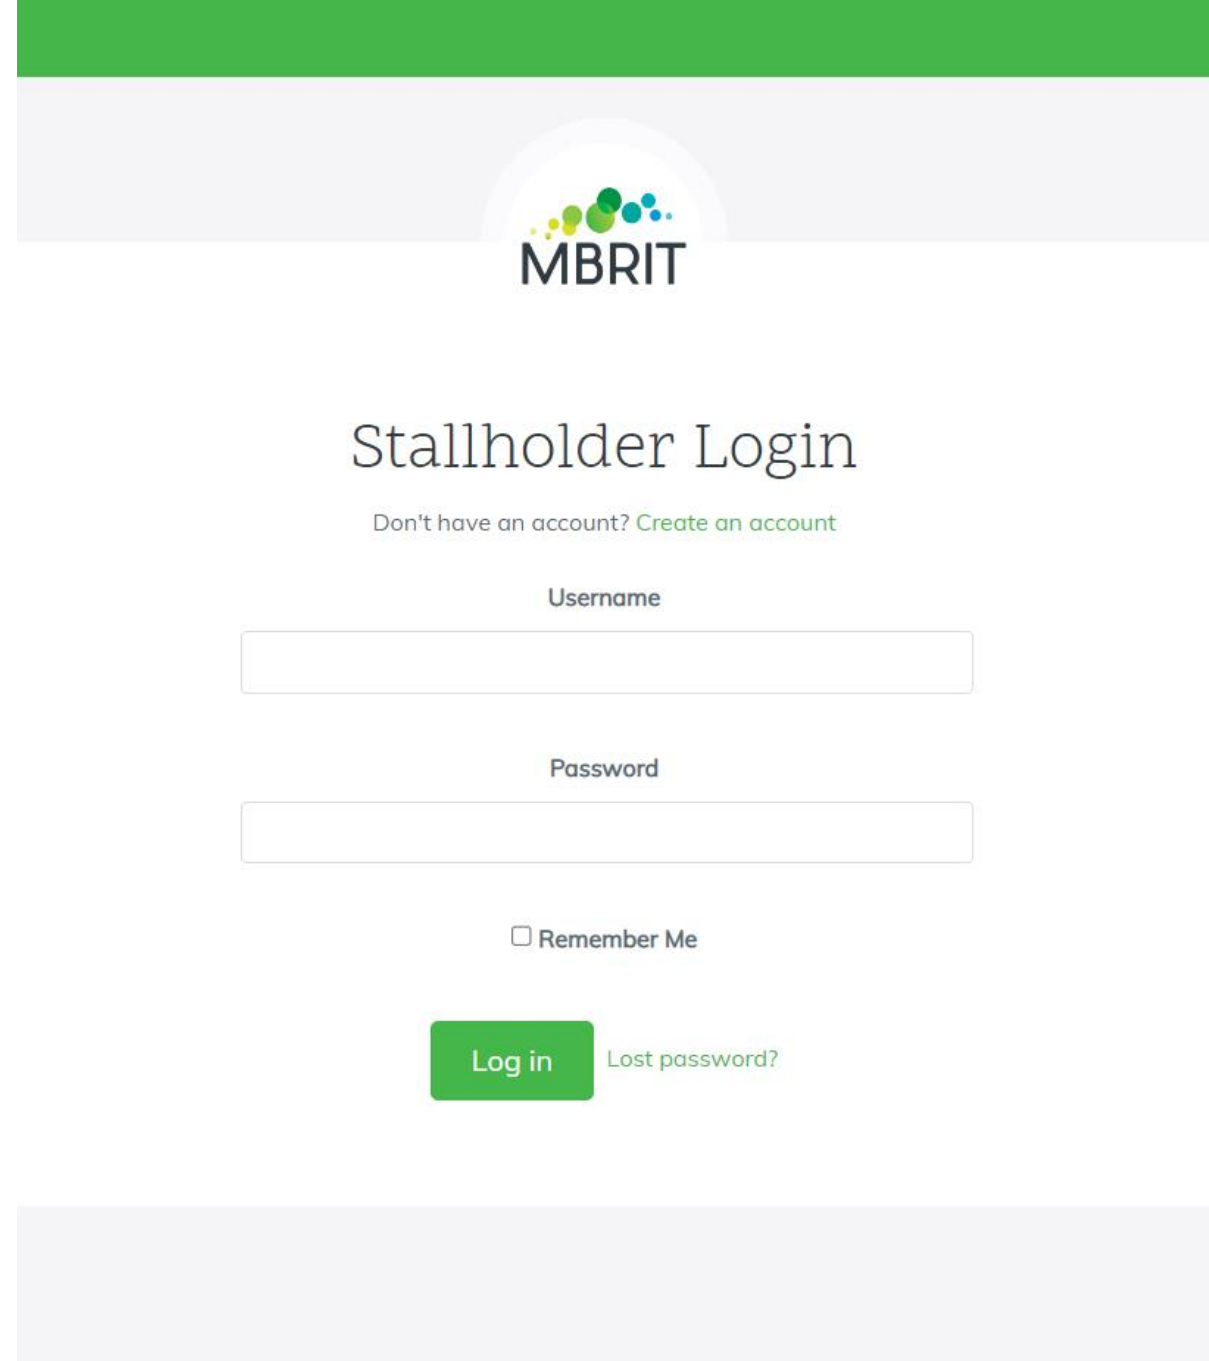 MBRIT
Stallholder Login
Don't have an account? Create an account
Username
Password
Remember Me
Log in Lost password?